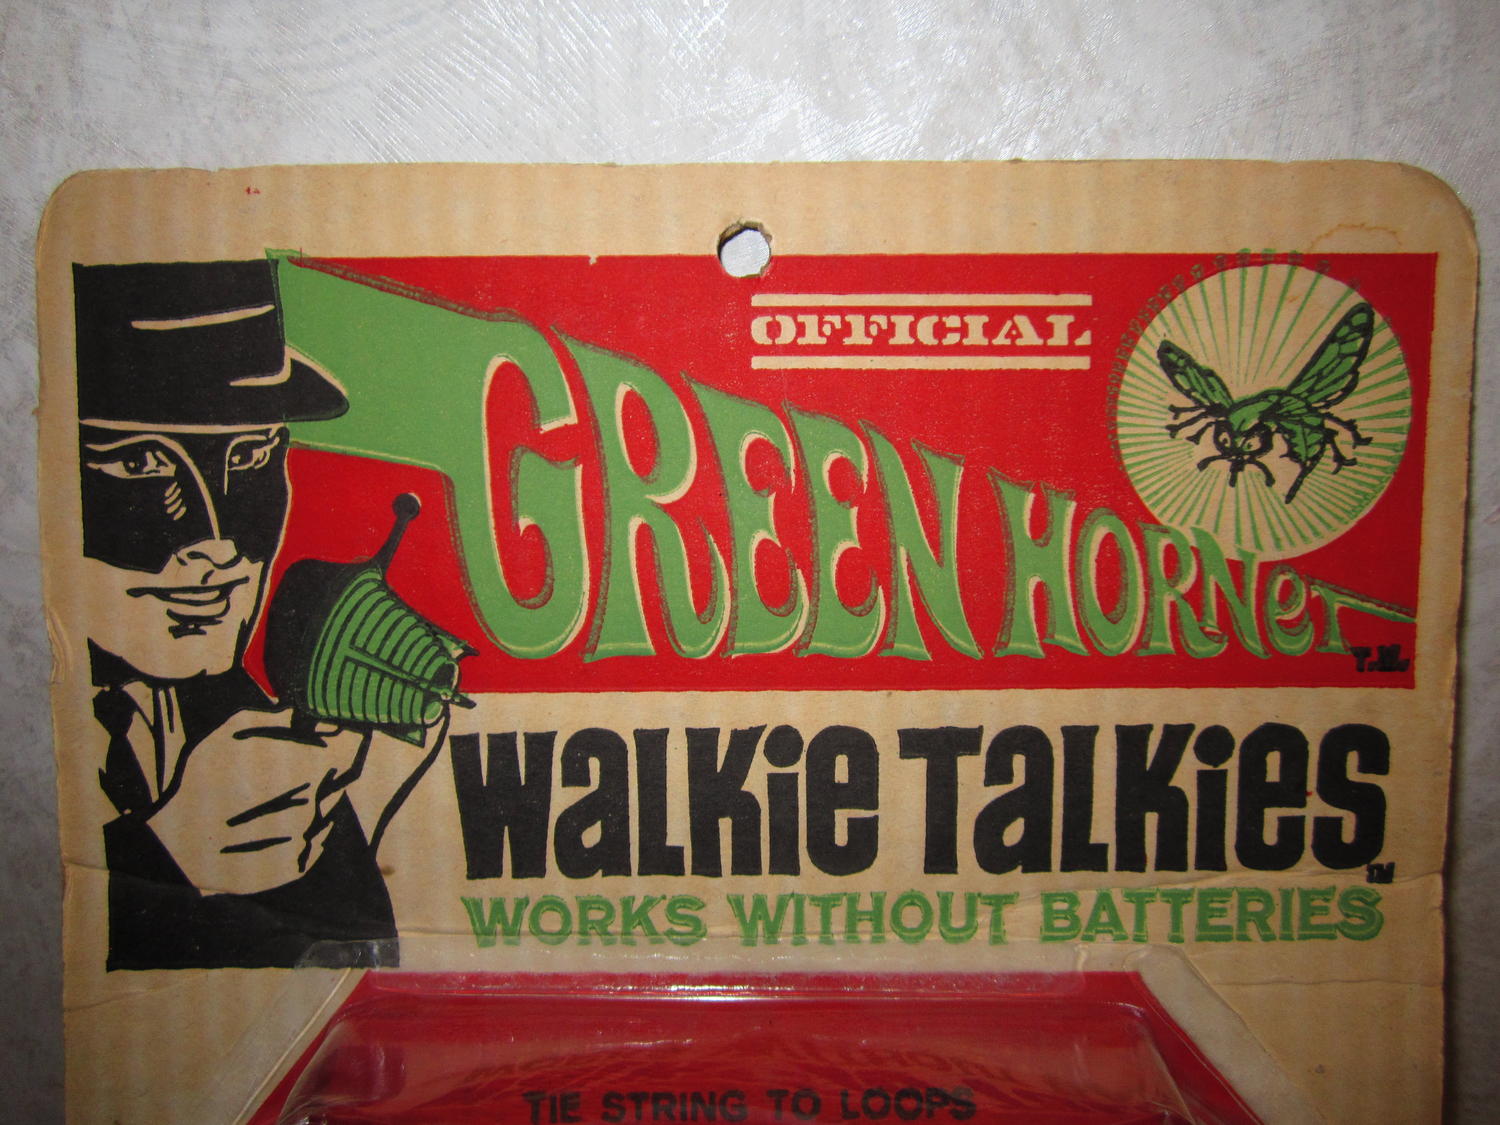 OFFICIAL
GREEN HORNET T.M.
WALKIE TALKIES TM
WORKS WITHOUT BATTERIES
TIE STRING TO LOOPS